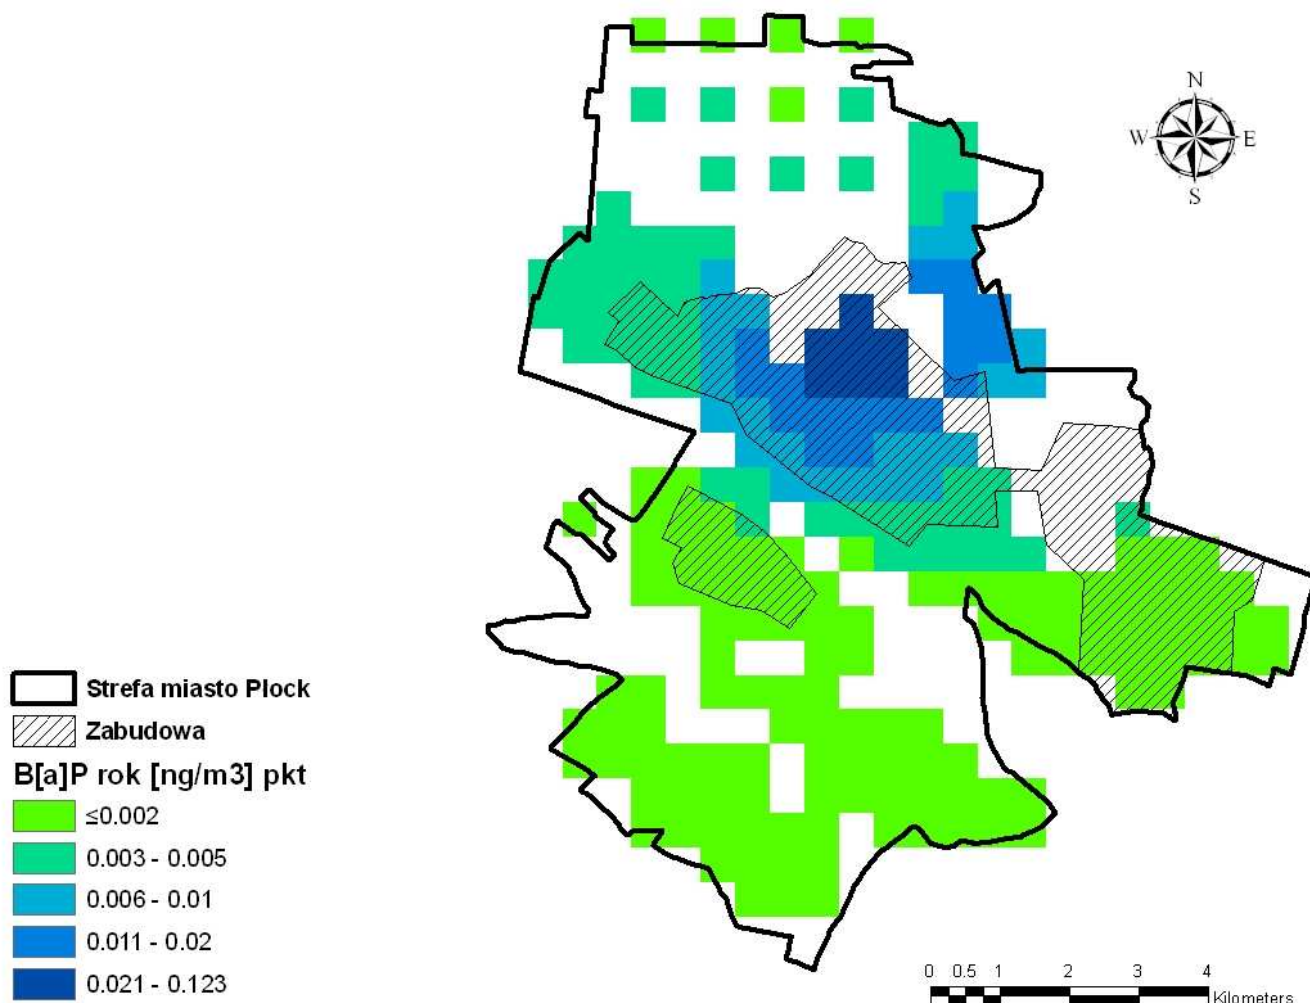 N
W E
S
Strefa miasto Płock
Zabudowa
B[a]P rok [ng/m3] pkt
≤0.002
0.003 - 0.005
0.006 - 0.01
0.011 - 0.02
0.021 - 0.123
0 0.5 1 2 3 4
Kilometers